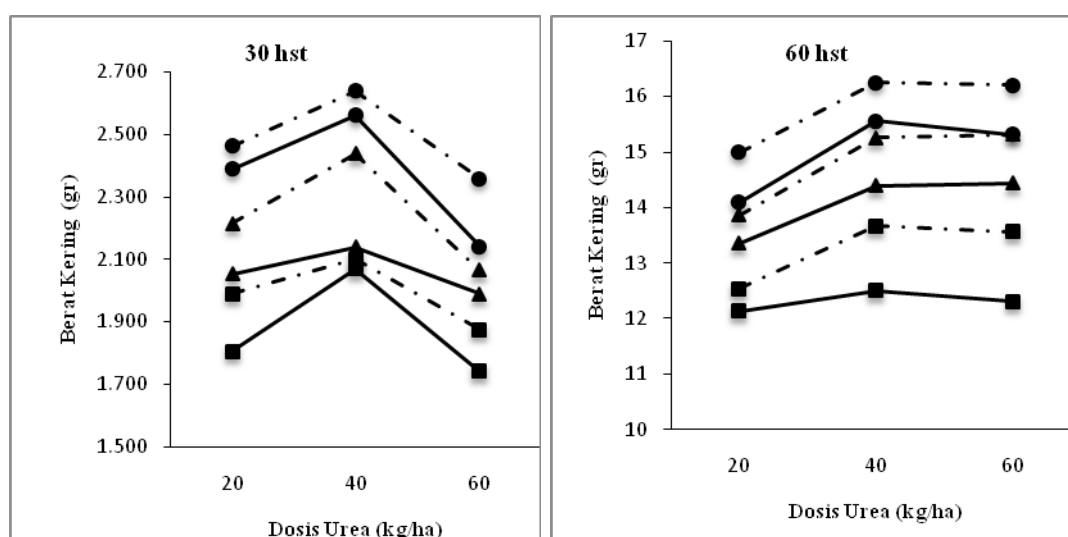 30 hst
Berat Kering (gr)
2.700
2.500
2.300
2.100
1.900
1.700
1.500
20 40 60
Dosis Urea (kg/ha)
60 hst
Berat Kering (gr)
17
16
15
14
13
12
11
10
20 40 60
Dosis Urea (kg/ha)